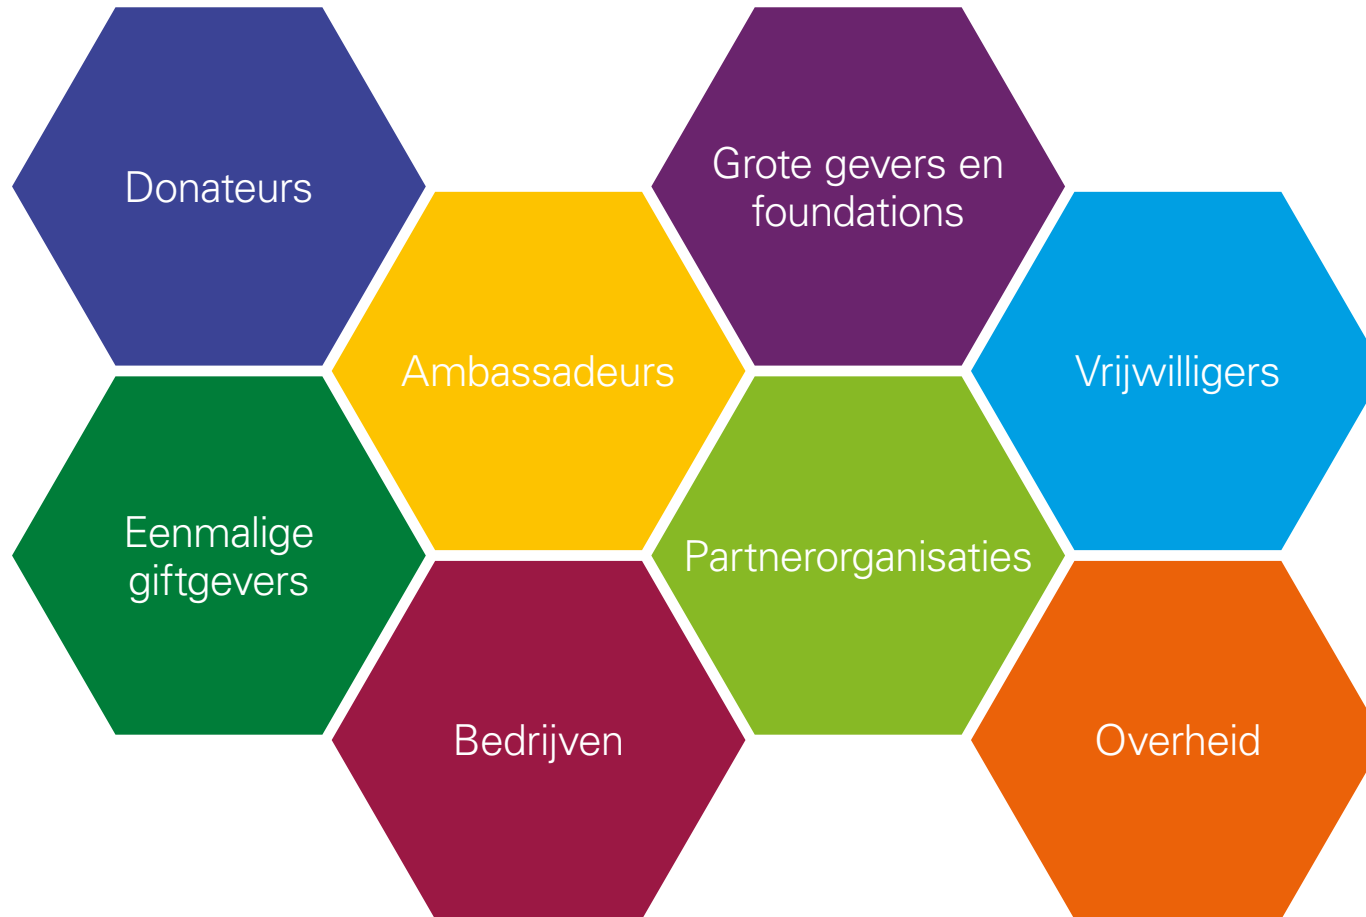 Donateurs
Grote gevers en
foundations
Ambassadeurs
Vrijwilligers
Eenmalige
giftgevers
Partnerorganisaties
Bedrijven
Overheid